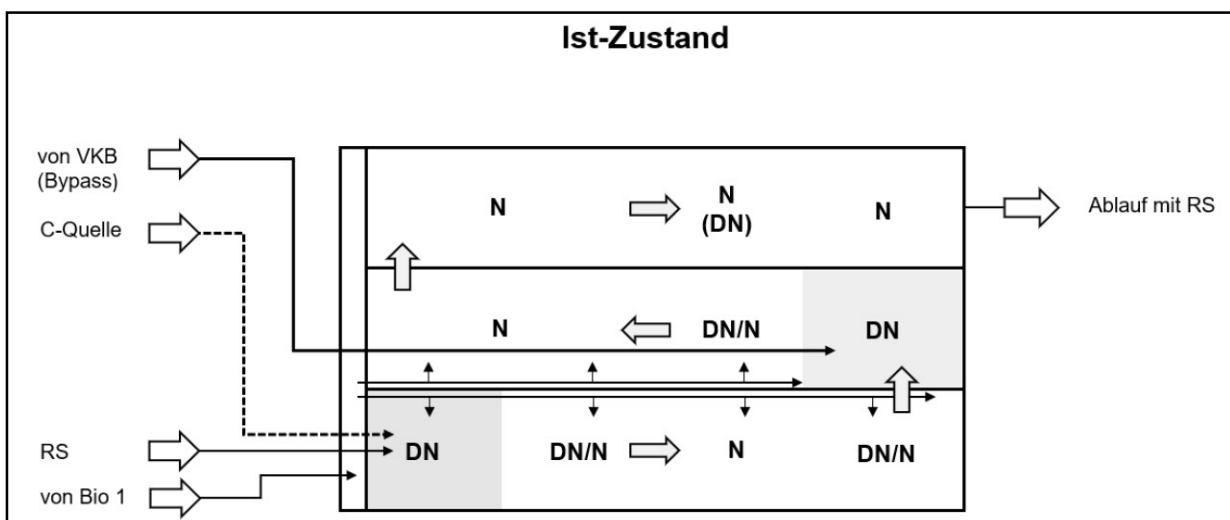 Ist-Zustand
von VKB
(Bypass)
C-Quelle
N
N
(DN)
N
Ablauf mit RS
N
DN/N
DN
RS
DN
DN/N
N
DN/N
von Bio 1